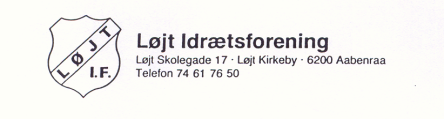 LØJT
I.F.
Løjt Idrætsforening
Løjt Skolegade 17 · Løjt Kirkeby · 6200 Aabenraa
Telefon 74 61 76 50